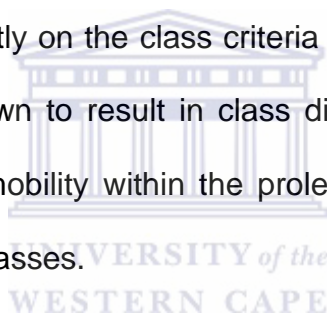 tly on the class criteria
wn to result in class di
nobility within the prole
asses.
UNIVERSITY of the
WESTERN CAPE